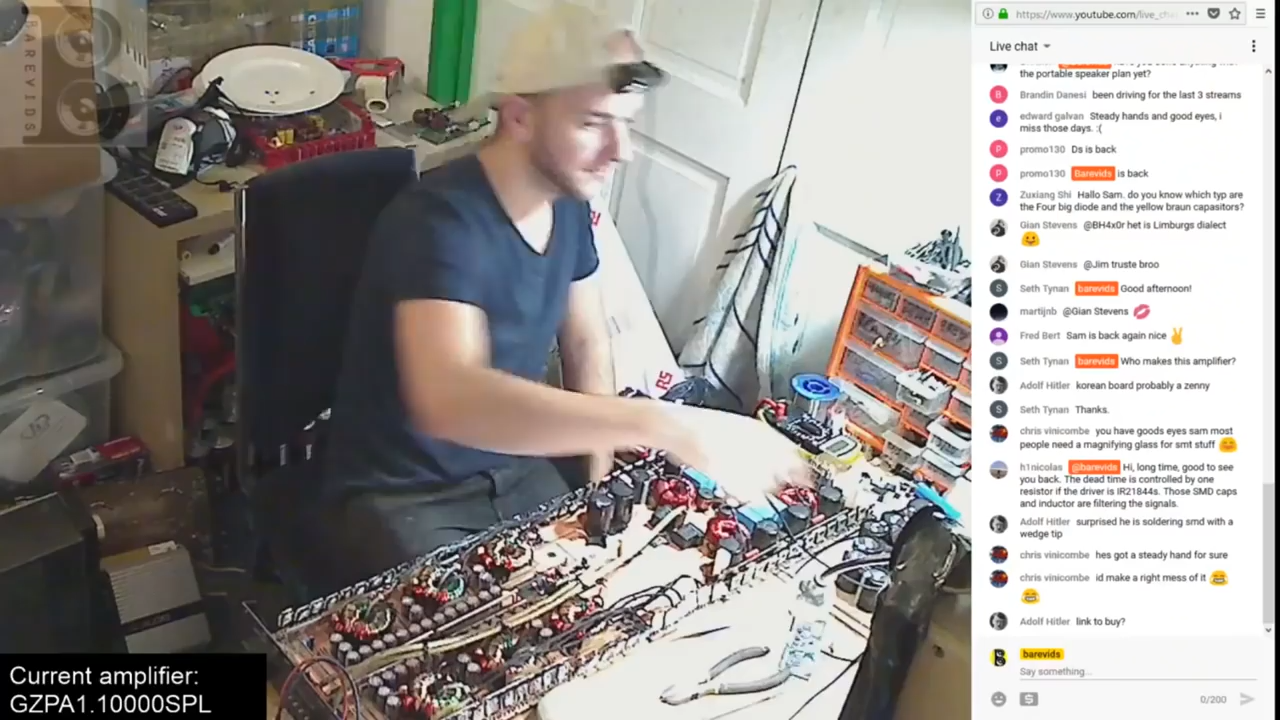 BAREVIDS
https://www.youtube.com/live_cha
Live chat
the portable speaker plan yet?
Brandin Danesi been driving for the last 3 streams
edward galvan Steady hands and good eyes, i
miss those days. :(
promo130 Ds is back
promo130 Barevids is back
Zuxiang Shi Hallo Sam. do you know which typ are
the Four big diode and the yellow braun capasitors?
Gian Stevens @BH4x0r het is Limburgs dialect
Gian Stevens @Jim truste broo
Seth Tynan barevids Good afternoon!
martijnb @Gian Stevens
Fred Bert Sam is back again nice
Seth Tynan barevids Who makes this amplifier?
Adolf Hitler korean board probably a zenny
Seth Tynan Thanks.
chris vinicombe you have goods eyes sam most
people need a magnifying glass for smt stuff
h1nicolas @barevids Hi, long time, good to see
you back. The dead time is controlled by one
resistor if the driver is IR21844s. Those SMD caps
and inductor are filtering the signals.
Adolf Hitler surprised he is soldering smd with a
wedge tip
chris vinicombe hes got a steady hand for sure
chris vinicombe id make a right mess of it
Adolf Hitler link to buy?
barevids
Say something...
0/200
Current amplifier:
GZPA1.10000SPL